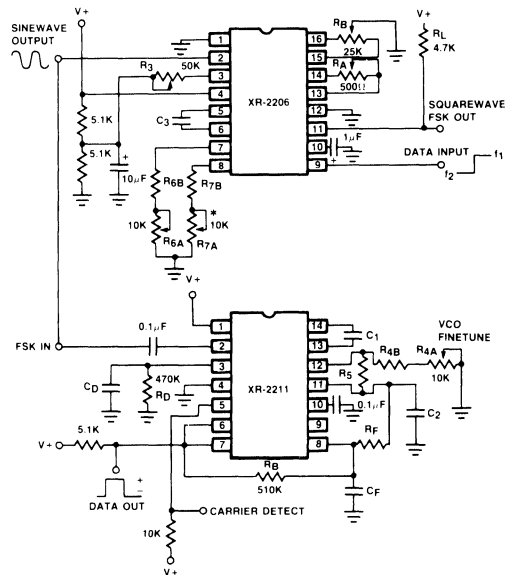 V+
SINEWAVE
OUTPUT
R3
50K
5.1K
5.1K
10μF
+
C3
R6B
R7B
*
10K
10K
R6A
R7A
XR-2206
1
2
3
4
5
6
7
8
16
15
14
13
12
11
10
9
RB
25K
RA
500Ω
V+
RL
4.7K
SQUAREWAVE
FSK OUT
1μF
+
DATA INPUT
f1
f2
V+
0.1μF
FSK IN
CD
470K
RD
V+
5.1K
DATA OUT
+
−
10K
V+
CARRIER DETECT
XR-2211
1
2
3
4
5
6
7
14
13
12
11
10
9
8
C1
R5
R4B
R4A
VCO
FINETUNE
10K
0.1μF
C2
RF
RB
510K
CF